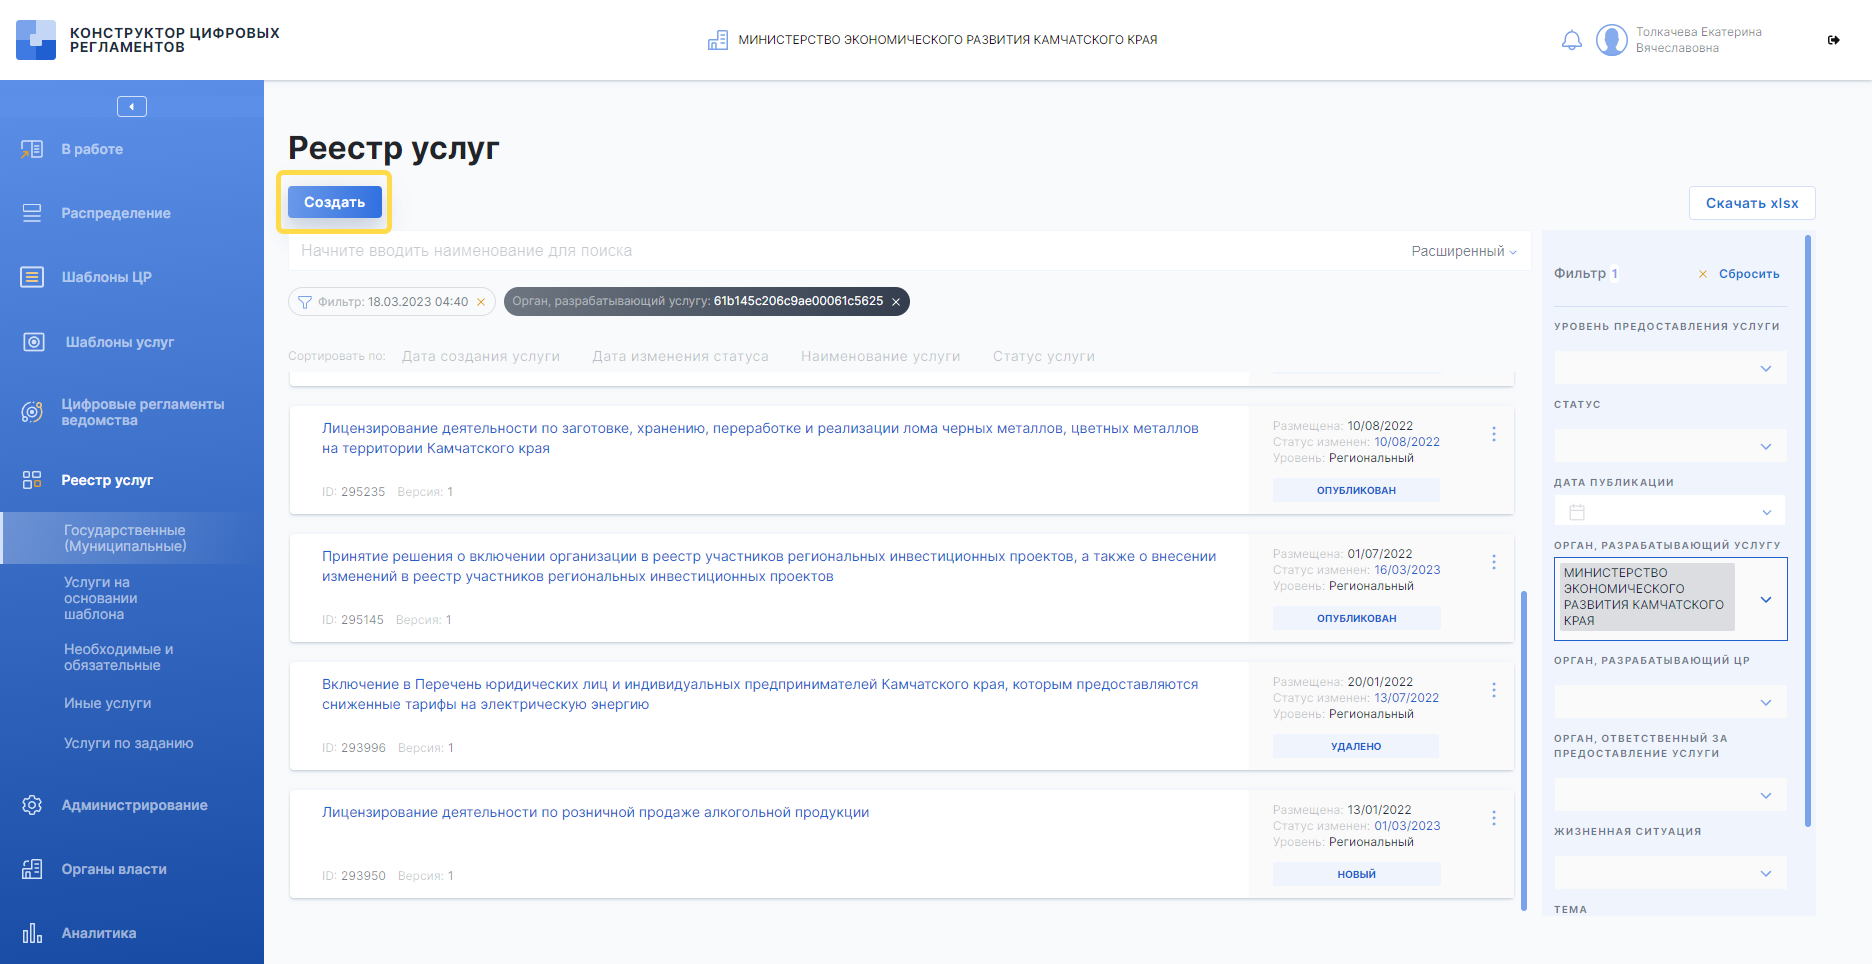 КОНСТРУКТОР ЦИФРОВЫХ
РЕГЛАМЕНТОВ
МИНИСТЕРСТВО ЭКОНОМИЧЕСКОГО РАЗВИТИЯ КАМЧАТСКОГО КРАЯ
Толкачева Екатерина
Вячеславовна
В работе
Распределение
Шаблоны ЦР
Шаблоны услуг
Цифровые регламенты
ведомства
Реестр услуг
Государственные
(Муниципальные)
Услуги на
основании
шаблона
Необходимые и
обязательные
Иные услуги
Услуги по заданию
Администрирование
Органы власти
Аналитика
Реестр услуг
Создать
Скачать xlsx
Начните вводить наименование для поиска
Расширенный
Фильтр: 18.03.2023 04:40
Орган, разрабатывающий услугу: 61b145c206c9ae00061c5625
Сортировать по: Дата создания услуги Дата изменения статуса Наименование услуги Статус услуги
Лицензирование деятельности по заготовке, хранению, переработке и реализации лома черных металлов, цветных металлов
на территории Камчатского края
ID: 295235 Версия: 1
Размещена: 10/08/2022
Статус изменен: 10/08/2022
Уровень: Региональный
ОПУБЛИКОВАН
Принятие решения о включении организации в реестр участников региональных инвестиционных проектов, а также о внесении
изменений в реестр участников региональных инвестиционных проектов
ID: 295145 Версия: 1
Размещена: 01/07/2022
Статус изменен: 16/03/2023
Уровень: Региональный
ОПУБЛИКОВАН
Включение в Перечень юридических лиц и индивидуальных предпринимателей Камчатского края, которым предоставляются
сниженные тарифы на электрическую энергию
ID: 293996 Версия: 1
Размещена: 20/01/2022
Статус изменен: 13/07/2022
Уровень: Региональный
УДАЛЕНО
Лицензирование деятельности по розничной продаже алкогольной продукции
ID: 293950 Версия: 1
Размещена: 13/01/2022
Статус изменен: 01/03/2023
Уровень: Региональный
НОВЫЙ
Фильтр 1
Сбросить
УРОВЕНЬ ПРЕДОСТАВЛЕНИЯ УСЛУГИ
СТАТУС
ДАТА ПУБЛИКАЦИИ
ОРГАН, РАЗРАБАТЫВАЮЩИЙ УСЛУГУ
МИНИСТЕРСТВО
ЭКОНОМИЧЕСКОГО
РАЗВИТИЯ КАМЧАТСКОГО
КРАЯ
ОРГАН, РАЗРАБАТЫВАЮЩИЙ ЦР
ОРГАН, ОТВЕТСТВЕННЫЙ ЗА
ПРЕДОСТАВЛЕНИЕ УСЛУГИ
ЖИЗНЕННАЯ СИТУАЦИЯ
ТЕМА